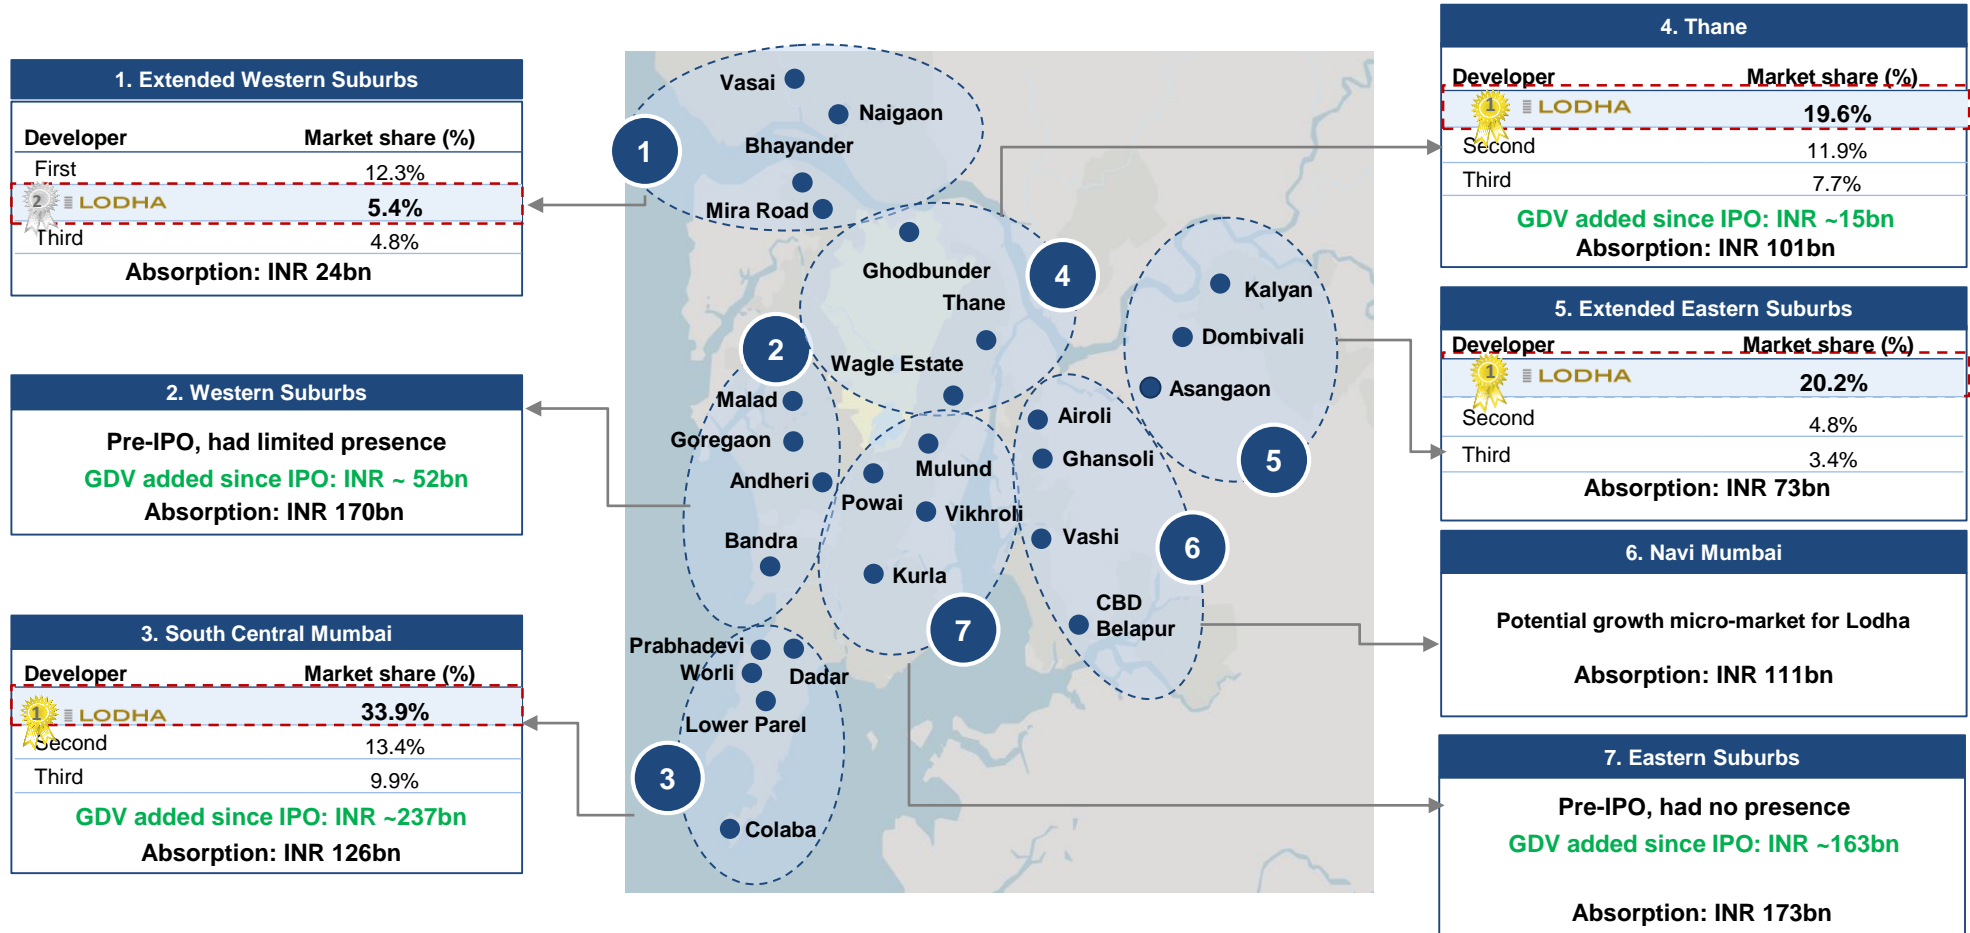 1. Extended Western Suburbs
Developer Market share (%)
First 12.3%
2 LODHA 5.4%
Third 4.8%
Absorption: INR 24bn
2. Western Suburbs
Pre-IPO, had limited presence
GDV added since IPO: INR ~ 52bn
Absorption: INR 170bn
3. South Central Mumbai
Developer Market share (%)
1 LODHA 33.9%
Second 13.4%
Third 9.9%
GDV added since IPO: INR ~237bn
Absorption: INR 126bn
Vasai
Naigaon
Bhayander
1
Mira Road
Ghodbunder
4
Thane
Kalyan
2
Dombivali
Wagle Estate
Asangaon
Malad
Airoli
Goregaon
Mulund
Ghansoli
5
Andheri
Powai
Vikhroli
Bandra
Vashi
6
Kurla
CBD
Belapur
7
Prabhadevi
Worli
Dadar
Lower Parel
3
Colaba
4. Thane
Developer Market share (%)
1 LODHA 19.6%
Second 11.9%
Third 7.7%
GDV added since IPO: INR ~15bn
Absorption: INR 101bn
5. Extended Eastern Suburbs
Developer Market share (%)
1 LODHA 20.2%
Second 4.8%
Third 3.4%
Absorption: INR 73bn
6. Navi Mumbai
Potential growth micro-market for Lodha
Absorption: INR 111bn
7. Eastern Suburbs
Pre-IPO, had no presence
GDV added since IPO: INR ~163bn
Absorption: INR 173bn